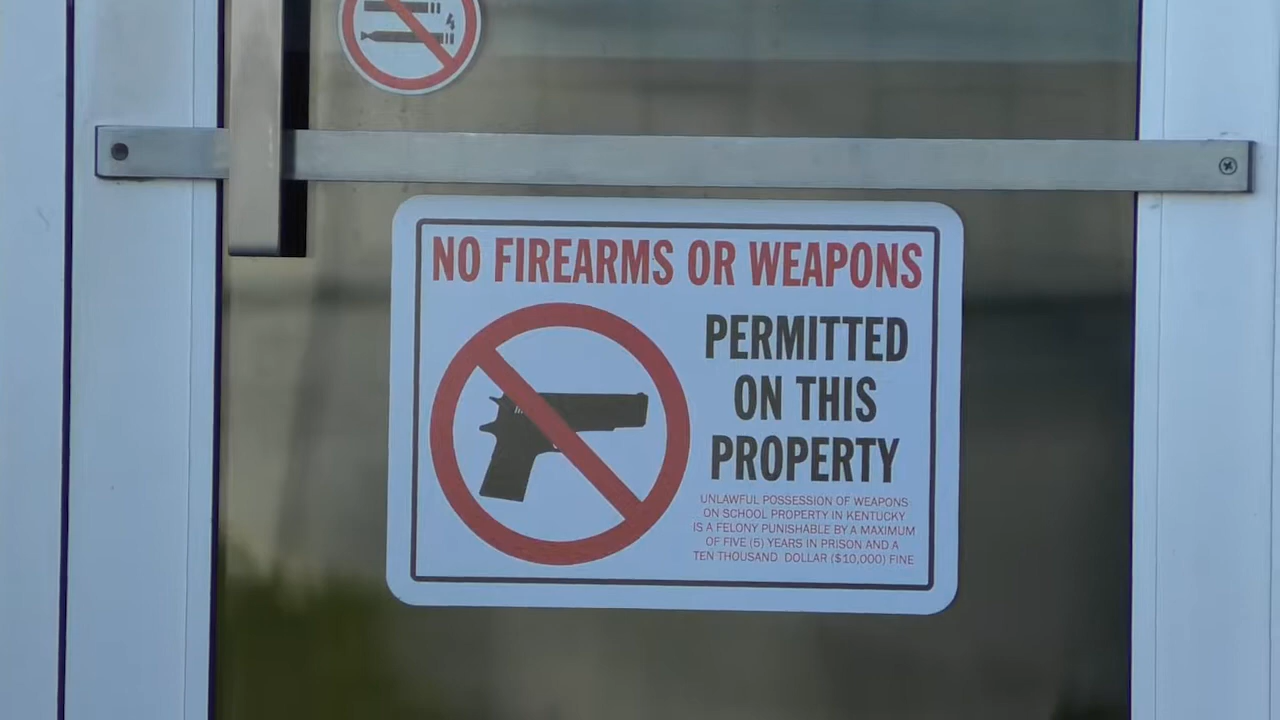 NO FIREARMS OR WEAPONS
PERMITTED
ON THIS
PROPERTY
UNLAWFUL POSSESSION OF WEAPONS
ON SCHOOL PROPERTY IN KENTUCKY
IS A FELONY PUNISHABLE BY A MAXIMUM
OF FIVE (5) YEARS IN PRISON AND A
TEN THOUSAND DOLLAR ($10,000) FINE